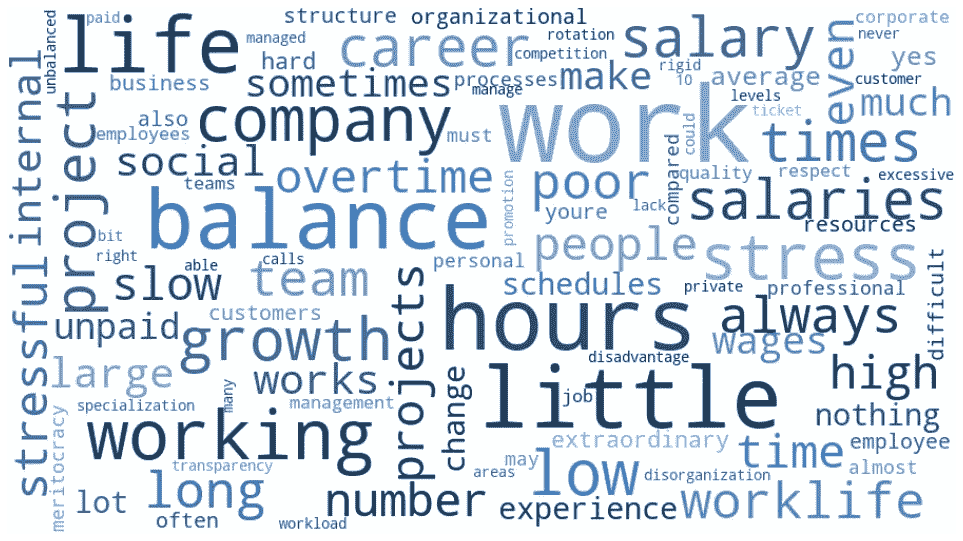 unbalanced
paid
life
managed
structure
organizational
rotation
career
competition
salary
even
corporate
never
yes
internal
business
hard
sometimes
processes
manage
make
rigid
10
average
customer
project
also
employees
company
must
work
levels
ticket
could
times
much
social
teams
overtime
promotion
poor
youre
lack
compared
quality
respect
excessive
salaries
resources
balance
bit
right
slow
able
calls
team
personal
people
schedules
stress
private
professional
difficult
stressful
unpaid
customers
growth
projects
hours
always
wages
disadvantage
large
works
change
little
job
high
specialization
many
management
nothing
meritocracy
working
extraordinary
time
employee
transparency
areas
may
low
disorganization
almost
lot
long
often
workload
number
experience
worklife